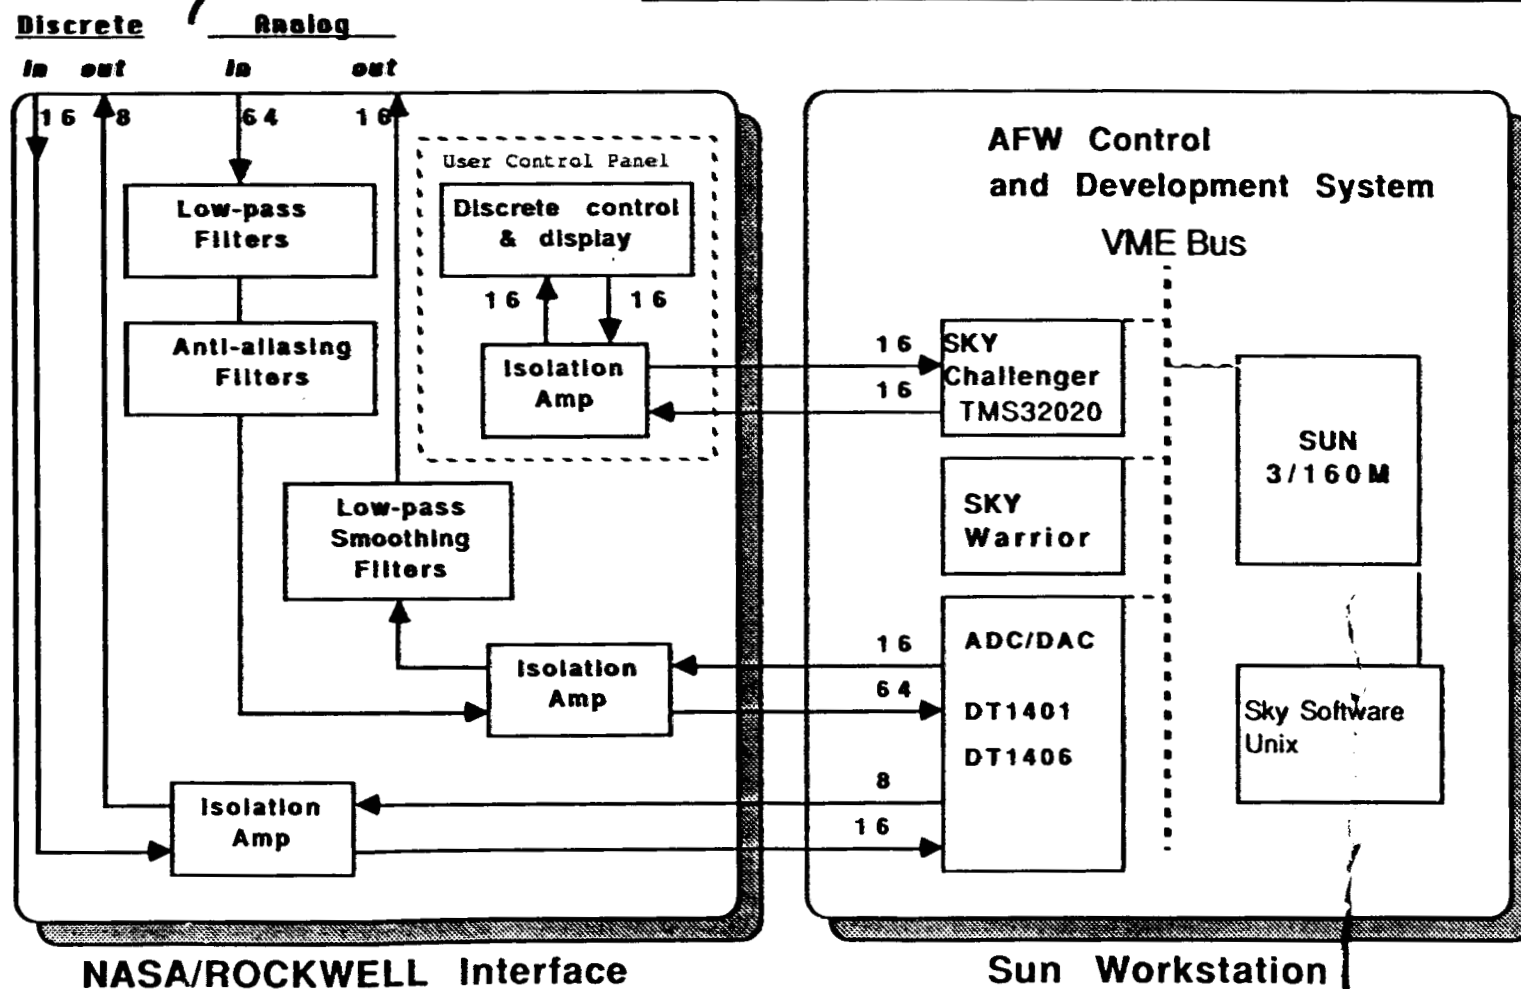 Discrete Analog
In out In out
16 8 64 16
User Control Panel
Low-pass
Filters
Discrete control
& display
16 16
Anti-aliasing
Filters
Isolation
Amp
Low-pass
Smoothing
Filters
Isolation
Amp
Isolation
Amp
NASA/ROCKWELL Interface
AFW Control
and Development System
VME Bus
16
16
SKY
Challenger
TMS32020
SUN
3/160M
SKY
Warrior
16
64
8
16
ADC/DAC
DT1401
DT1406
Sky Software
Unix
Sun Workstation